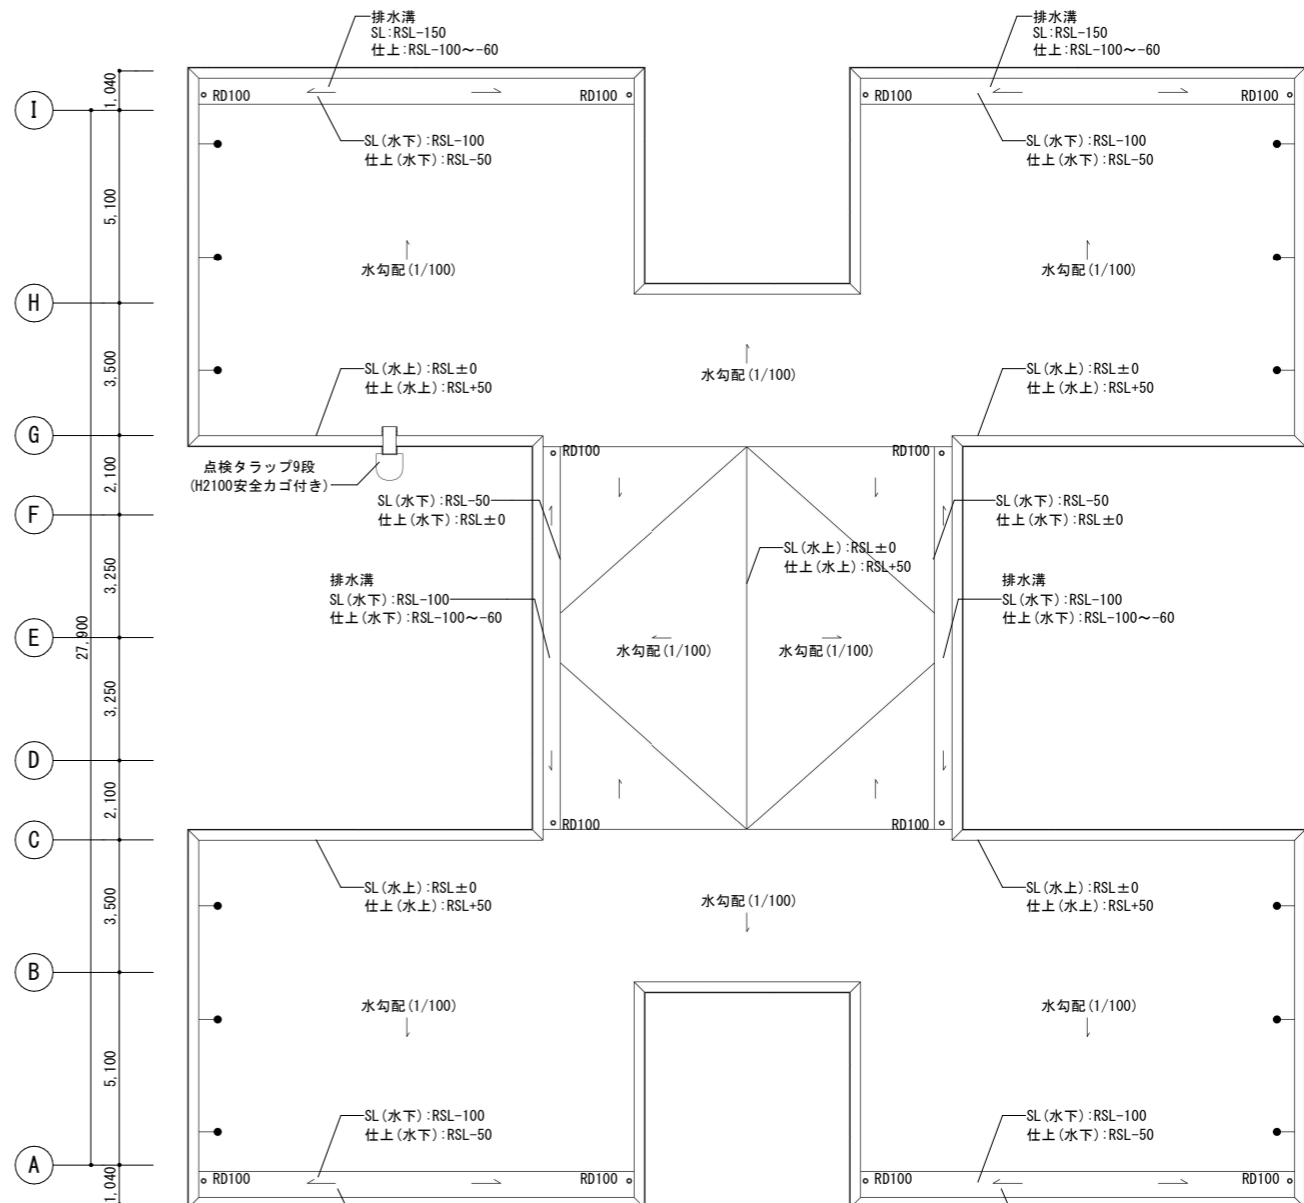 排水溝
SL:RSL-150
仕上:RSL-100～-60
排水溝
SL:RSL-150
仕上:RSL-100～-60
1,040
I
RD100
RD100
RD100
RD100
SL(水下):RSL-100
仕上(水下):RSL-50
SL(水下):RSL-100
仕上(水下):RSL-50
5,100
水勾配(1/100)
水勾配(1/100)
H
3,500
SL(水上):RSL±0
仕上(水上):RSL+50
水勾配(1/100)
SL(水上):RSL±0
仕上(水上):RSL+50
G
RD100
RD100
点検タラップ9段
(H2100安全カゴ付き)
2,100
SL(水下):RSL-50
仕上(水下):RSL±0
SL(水下):RSL-50
仕上(水下):RSL±0
F
SL(水上):RSL±0
仕上(水上):RSL+50
3,250
排水溝
SL(水下):RSL-100
仕上(水下):RSL-100～-60
排水溝
SL(水下):RSL-100
仕上(水下):RSL-100～-60
27,900
E
水勾配(1/100)
水勾配(1/100)
3,250
D
2,100
RD100
RD100
C
SL(水上):RSL±0
仕上(水上):RSL+50
水勾配(1/100)
SL(水上):RSL±0
仕上(水上):RSL+50
3,500
B
水勾配(1/100)
水勾配(1/100)
5,100
SL(水下):RSL-100
仕上(水下):RSL-50
SL(水下):RSL-100
仕上(水下):RSL-50
A
RD100
RD100
RD100
RD100
1,040